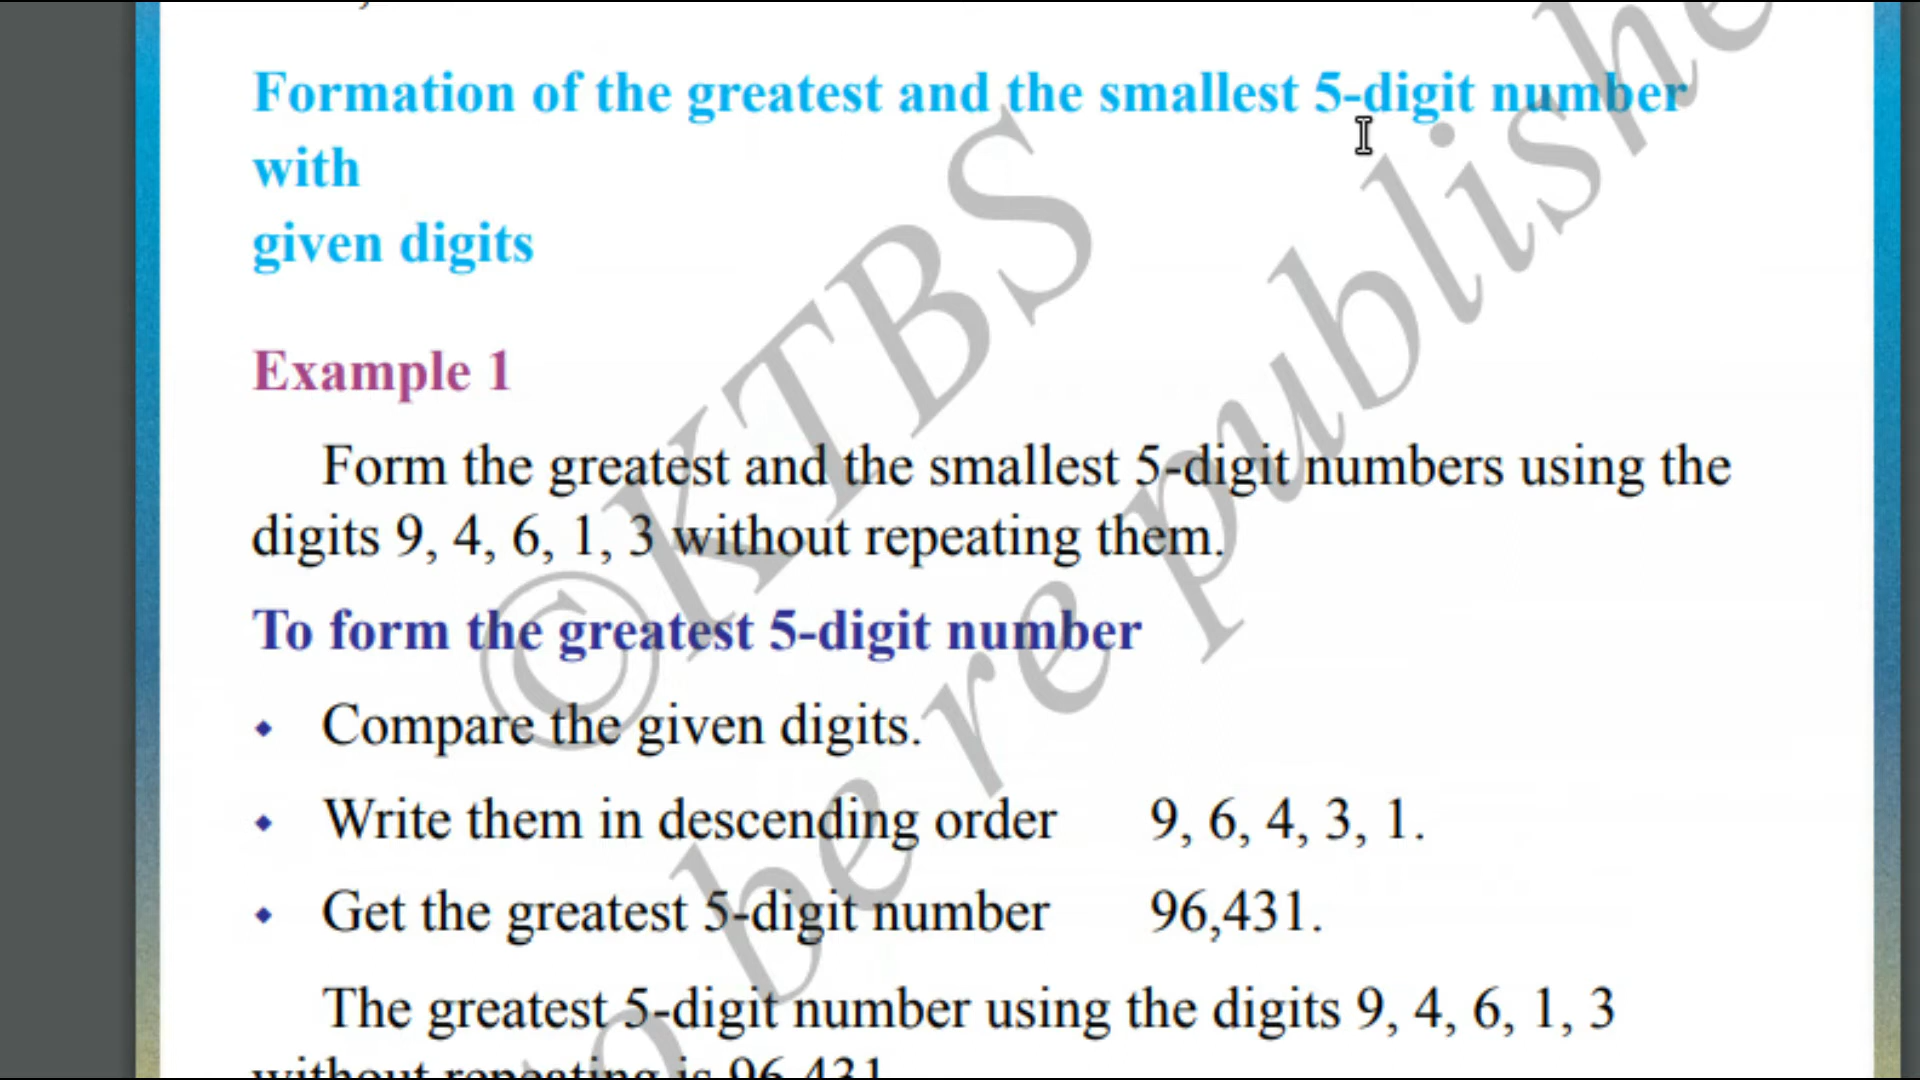 Formation of the greatest and the smallest 5-digit number
with
given digits
Example 1
Form the greatest and the smallest 5-digit numbers using the
digits 9, 4, 6, 1, 3 without repeating them.
To form the greatest 5-digit number
Compare the given digits.
Write them in descending order 9, 6, 4, 3, 1.
Get the greatest 5-digit number 96,431.
The greatest 5-digit number using the digits 9, 4, 6, 1, 3
without repeating is 96,431
©KTBS
o be republishe